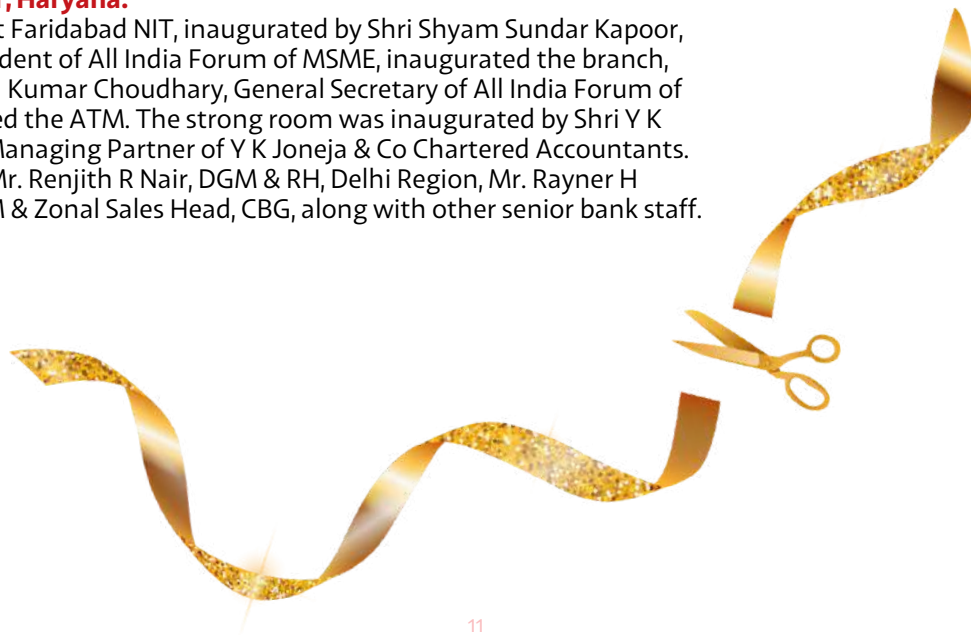 , Haryana.
t Faridabad NIT, inaugurated by Shri Shyam Sundar Kapoor,
dent of All India Forum of MSME, inaugurated the branch,
Kumar Choudhary, General Secretary of All India Forum of
ed the ATM. The strong room was inaugurated by Shri Y K
Managing Partner of Y K Joneja & Co Chartered Accountants.
Mr. Renjith R Nair, DGM & RH, Delhi Region, Mr. Rayner H
& Zonal Sales Head, CBG, along with other senior bank staff.
11